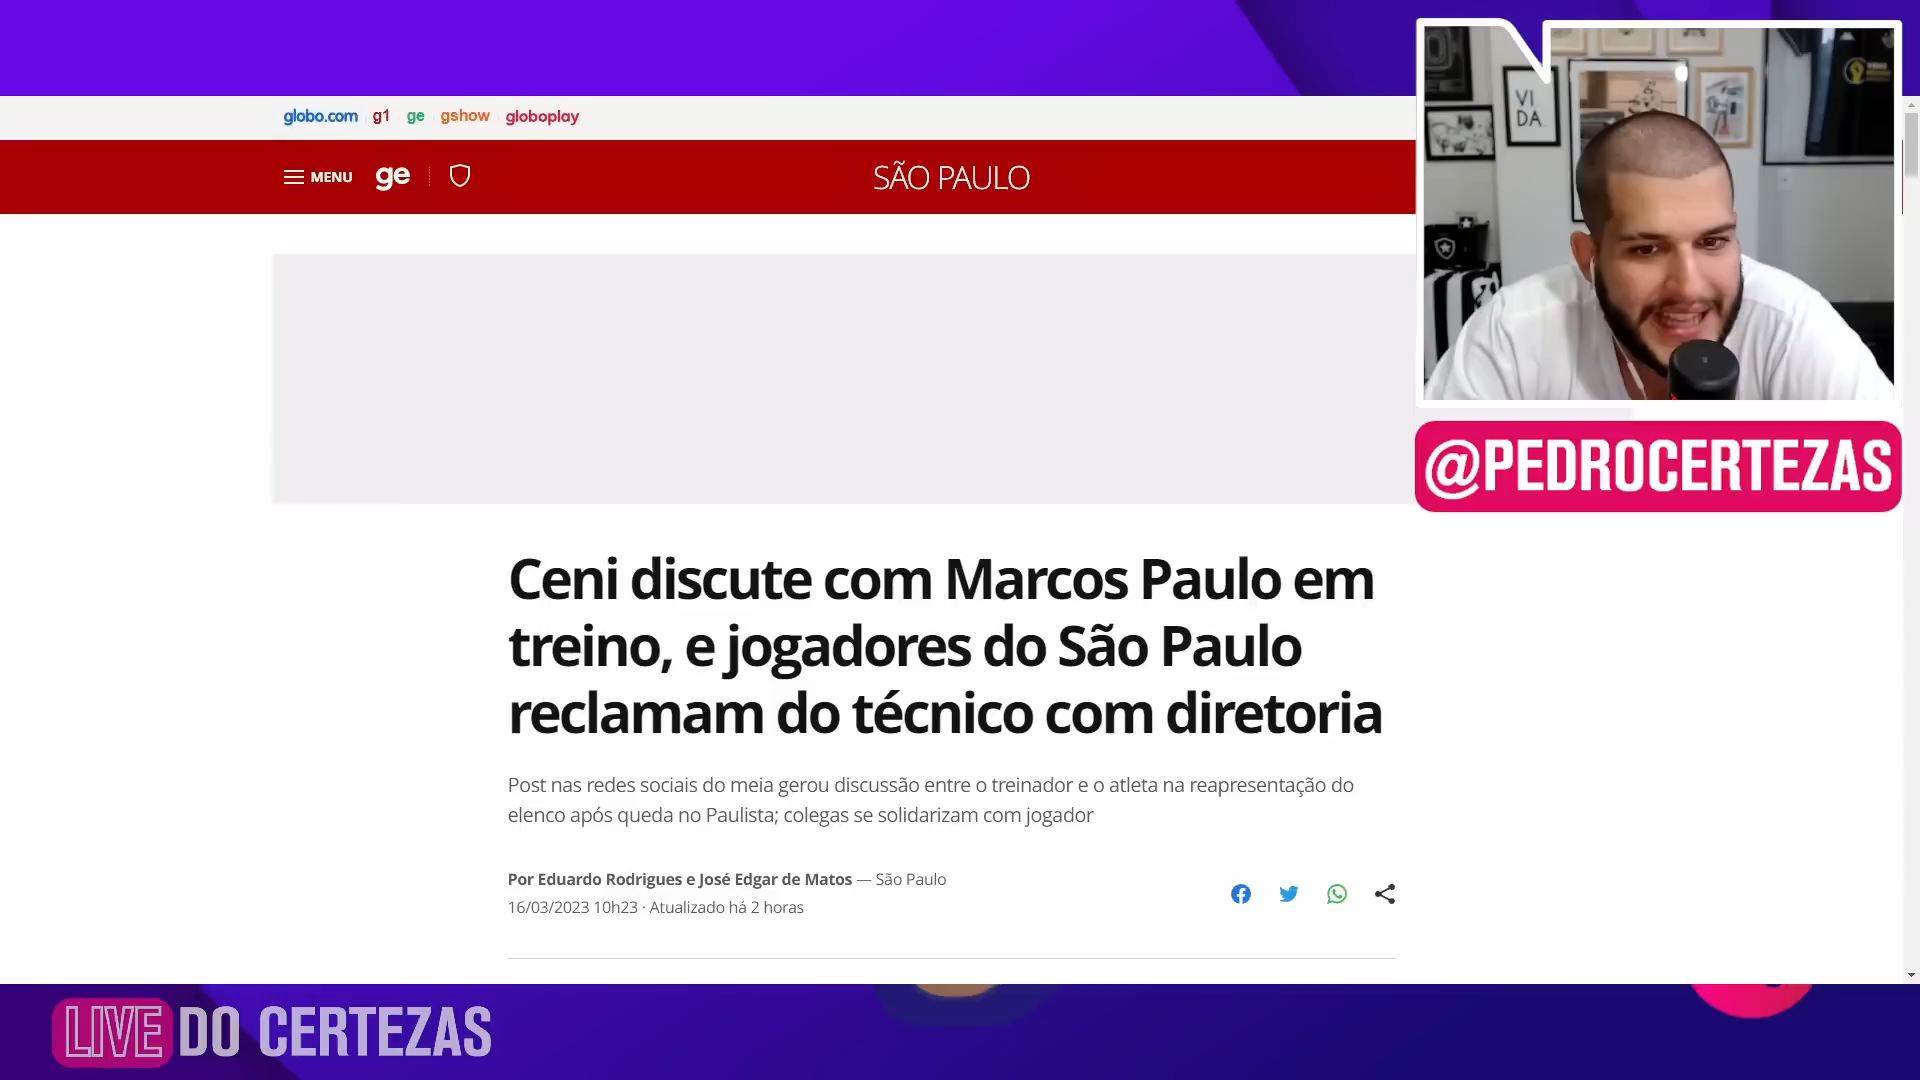 globo.com g1 ge gshow globoplay
MENU ge SÃO PAULO
VI
DA
@PEDROCERTEZAS
Ceni discute com Marcos Paulo em
treino, e jogadores do São Paulo
reclamam do técnico com diretoria
Post nas redes sociais do meia gerou discussão entre o treinador e o atleta na reapresentação do
elenco após queda no Paulista; colegas se solidarizam com jogador
Por Eduardo Rodrigues e José Edgar de Matos — São Paulo
16/03/2023 10h23 · Atualizado há 2 horas
LIVE DO CERTEZAS